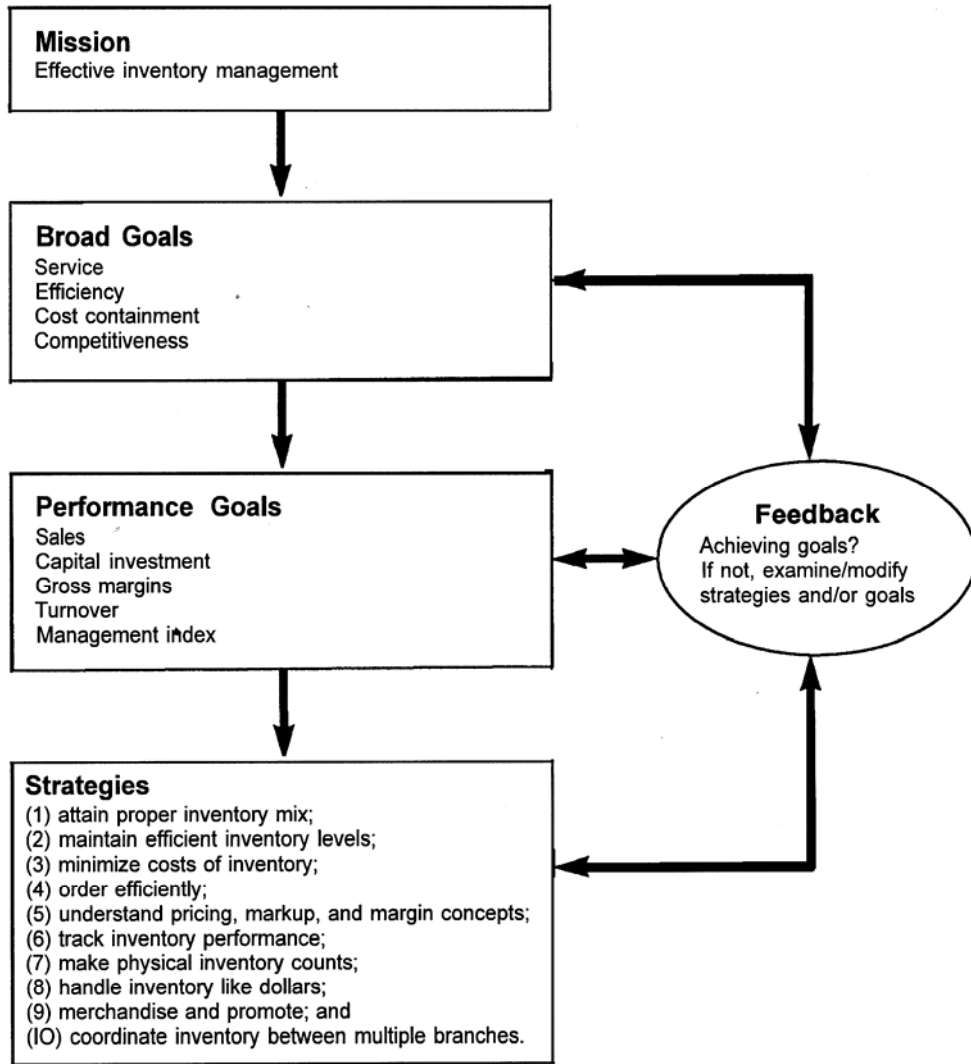 Mission
Effective inventory management
Broad Goals
Service
Efficiency
Cost containment
Competitiveness
Performance Goals
Sales
Capital investment
Gross margins
Turnover
Management index
Feedback
Achieving goals?
If not, examine/modify
strategies and/or goals
Strategies
(1) attain proper inventory mix;
(2) maintain efficient inventory levels;
(3) minimize costs of inventory;
(4) order efficiently;
(5) understand pricing, markup, and margin concepts;
(6) track inventory performance;
(7) make physical inventory counts;
(8) handle inventory like dollars;
(9) merchandise and promote; and
(IO) coordinate inventory between multiple branches.